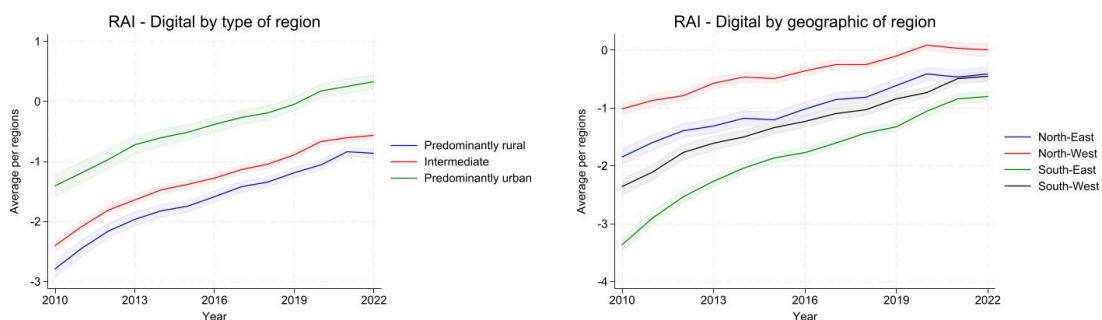 RAI - Digital by type of region
1
0
-1
-2
-3
Average per regions
2010 2013 2016 2019 2022
Year
Predominantly rural
Intermediate
Predominantly urban
RAI - Digital by geographic of region
0
-1
-2
-3
-4
Average per regions
2010 2013 2016 2019 2022
Year
North-East
North-West
South-East
South-West